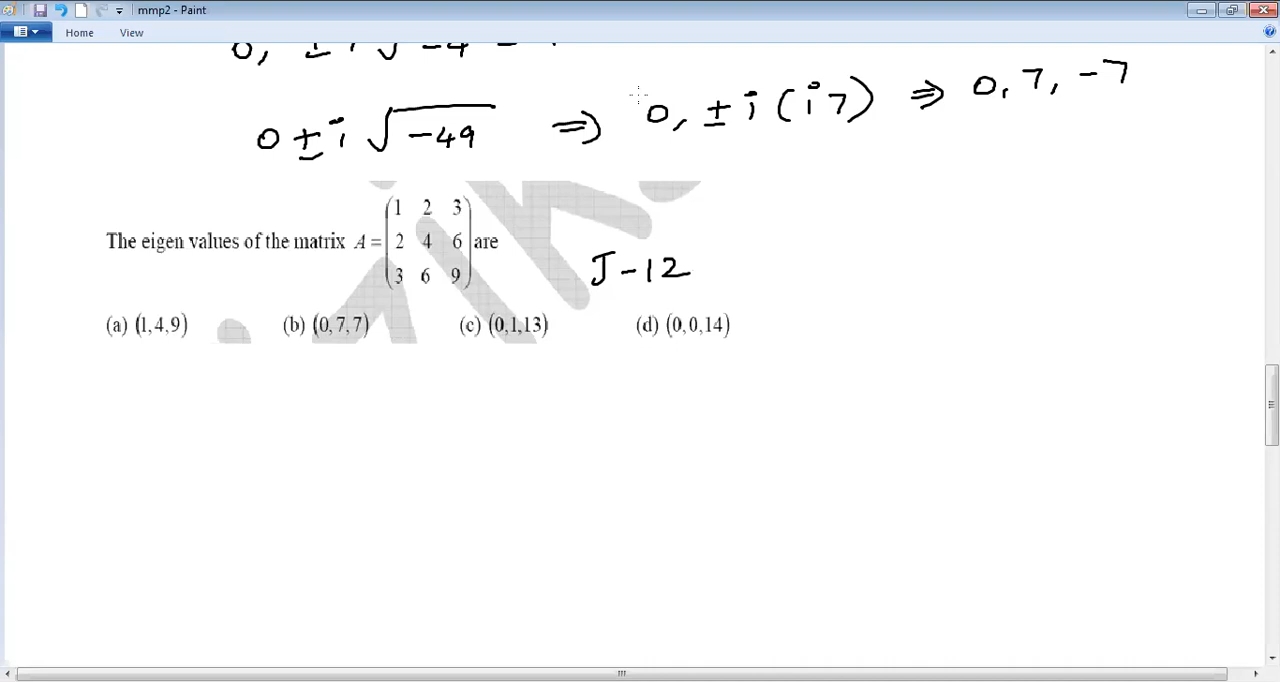 mmp2 - Paint
Home View
0, ± i √-4
0 ± i √-49 ⇒ 0, ± i (i7) ⇒ 0, 7, -7
The eigen values of the matrix A = (1 2 3
2 4 6
3 6 9) are
J-12
(a) (1,4,9) (b) (0,7,7) (c) (0,1,13) (d) (0,0,14)